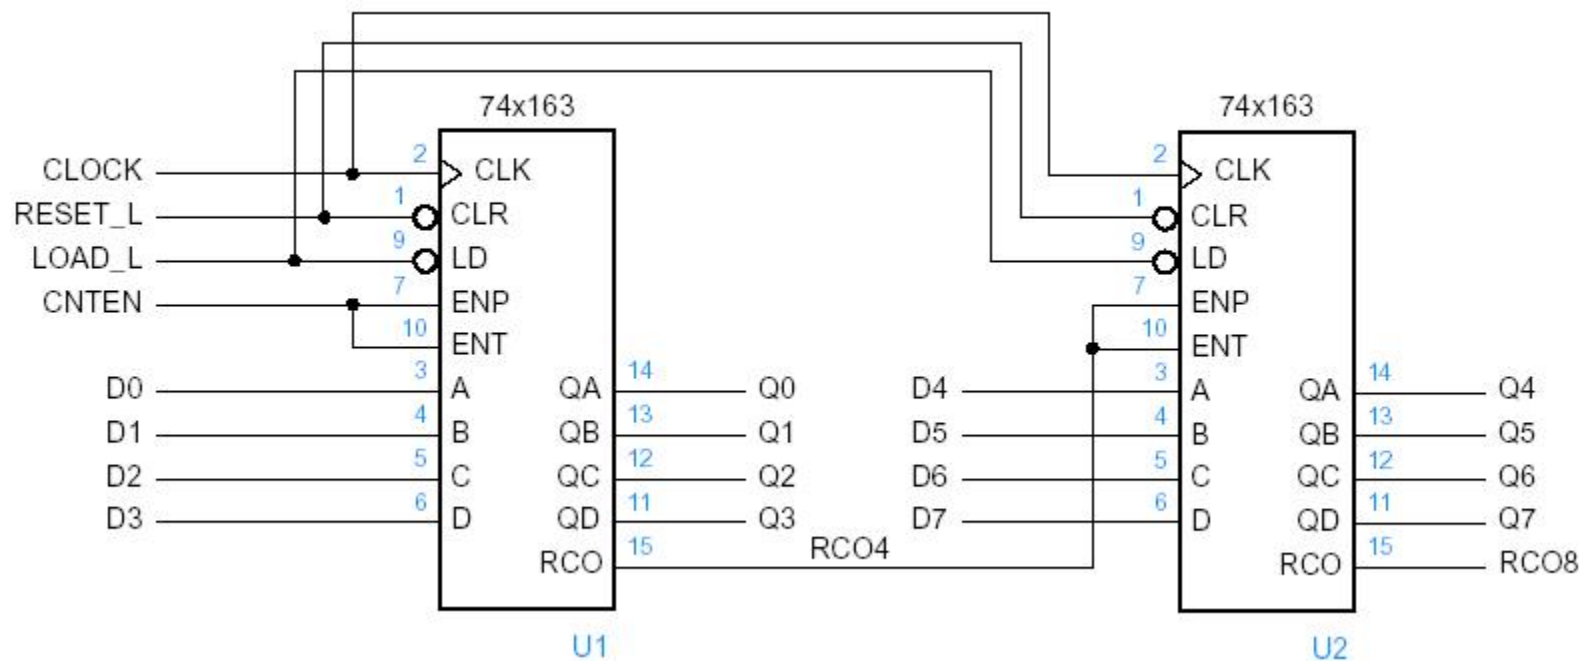 74x163
74x163
CLOCK
2
CLK
2
CLK
RESET_L
1
CLR
1
CLR
LOAD_L
9
LD
9
LD
CNTEN
7
ENP
7
ENP
10
ENT
10
ENT
D0
3
A
QA
14
Q0
D4
3
A
QA
14
Q4
D1
4
B
QB
13
Q1
D5
4
B
QB
13
Q5
D2
5
C
QC
12
Q2
D6
5
C
QC
12
Q6
D3
6
D
QD
11
Q3
D7
6
D
QD
11
Q7
RCO
15
RCO4
RCO
15
RCO8
U1
U2